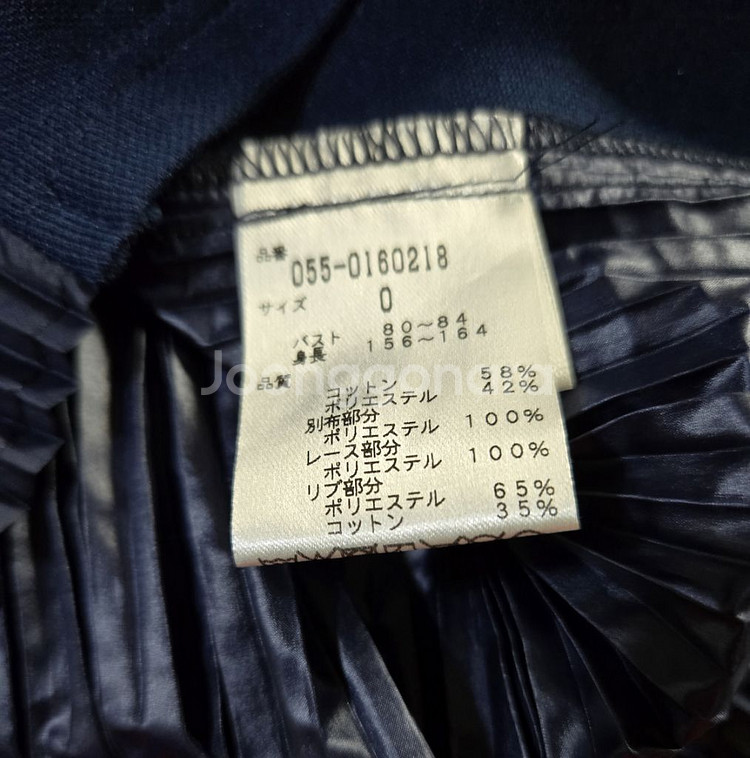 品番
055-0160218
サイズ 0
バスト 80～84
身長 156～164
品質
コットン 58%
ポリエステル 42%
別布部分
ポリエステル 100%
レース部分
ポリエステル 100%
リブ部分
ポリエステル 65%
コットン 35%
Joonggonara